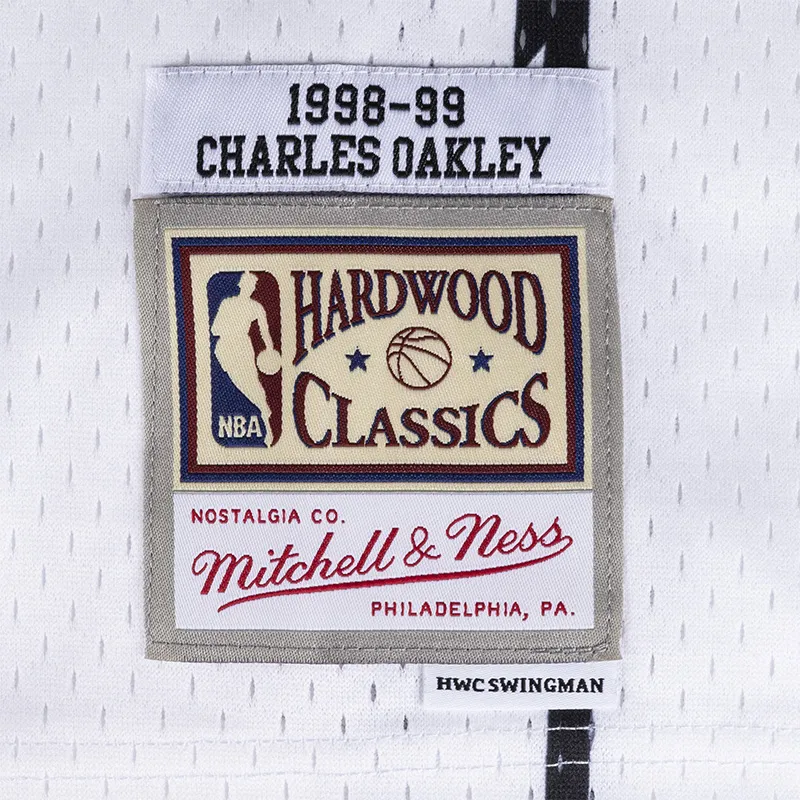 1998-99
CHARLES OAKLEY
HARDWOOD
CLASSICS
NBA
NOSTALGIA CO.
Mitchell & Ness
PHILADELPHIA, PA.
HWC SWINGMAN